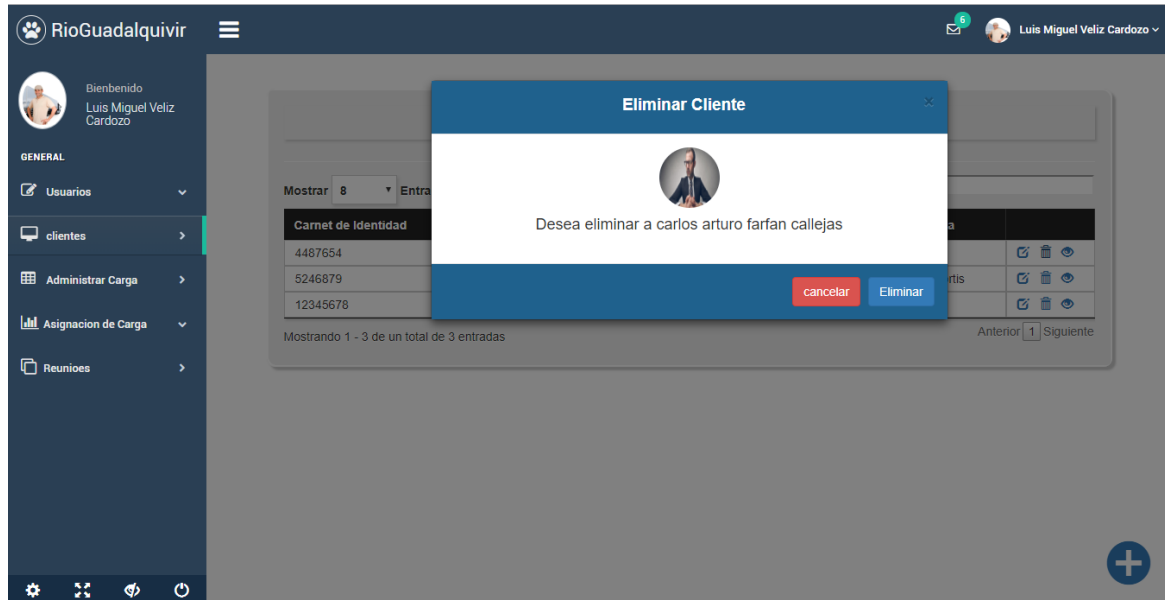 RioGuadalquivir
6
Luis Miguel Veliz Cardozo
Bienbenido
Luis Miguel Veliz
Cardozo
GENERAL
Usuarios
clientes
Administrar Carga
Asignacion de Carga
Reunioes
Eliminar Cliente
x
Desea eliminar a carlos arturo farfan callejas
cancelar
Eliminar
Mostrar 8
Carnet de Identidad
4487654
5246879
12345678
Mostrando 1 - 3 de un total de 3 entradas
Anterior 1 Siguiente